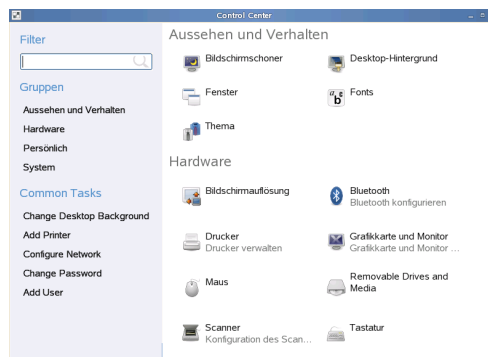 Control Center
Filter
Gruppen
Aussehen und Verhalten
Hardware
Persönlich
System
Common Tasks
Change Desktop Background
Add Printer
Configure Network
Change Password
Add User
Aussehen und Verhalten
Bildschirmschoner
Desktop-Hintergrund
Fenster
Fonts
Thema
Hardware
Bildschirmauflösung
Bluetooth
Bluetooth konfigurieren
Drucker
Drucker verwalten
Grafikkarte und Monitor
Grafikkarte und Monitor ...
Maus
Removable Drives and
Media
Scanner
Konfiguration des Scan...
Tastatur